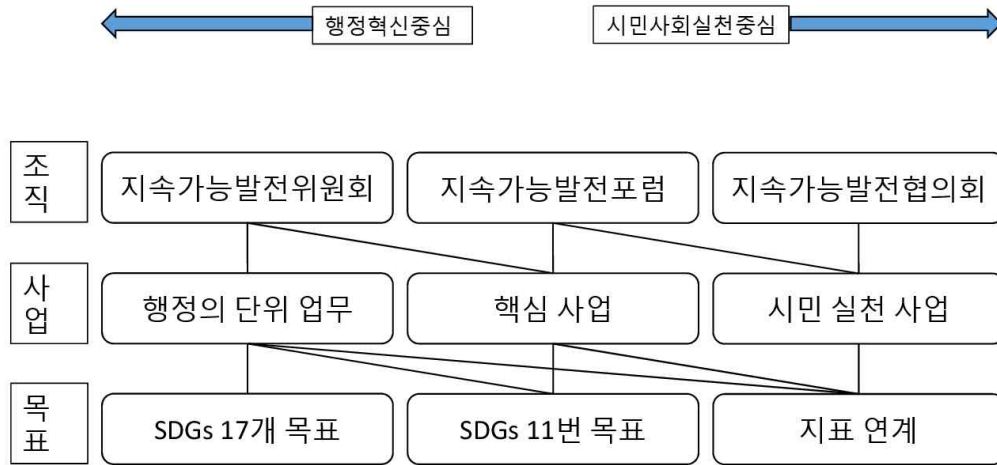 행정혁신중심 시민사회실천중심
조직 지속가능발전위원회 지속가능발전포럼 지속가능발전협의회
사업 행정의 단위 업무 핵심 사업 시민 실천 사업
목표 SDGs 17개 목표 SDGs 11번 목표 지표 연계